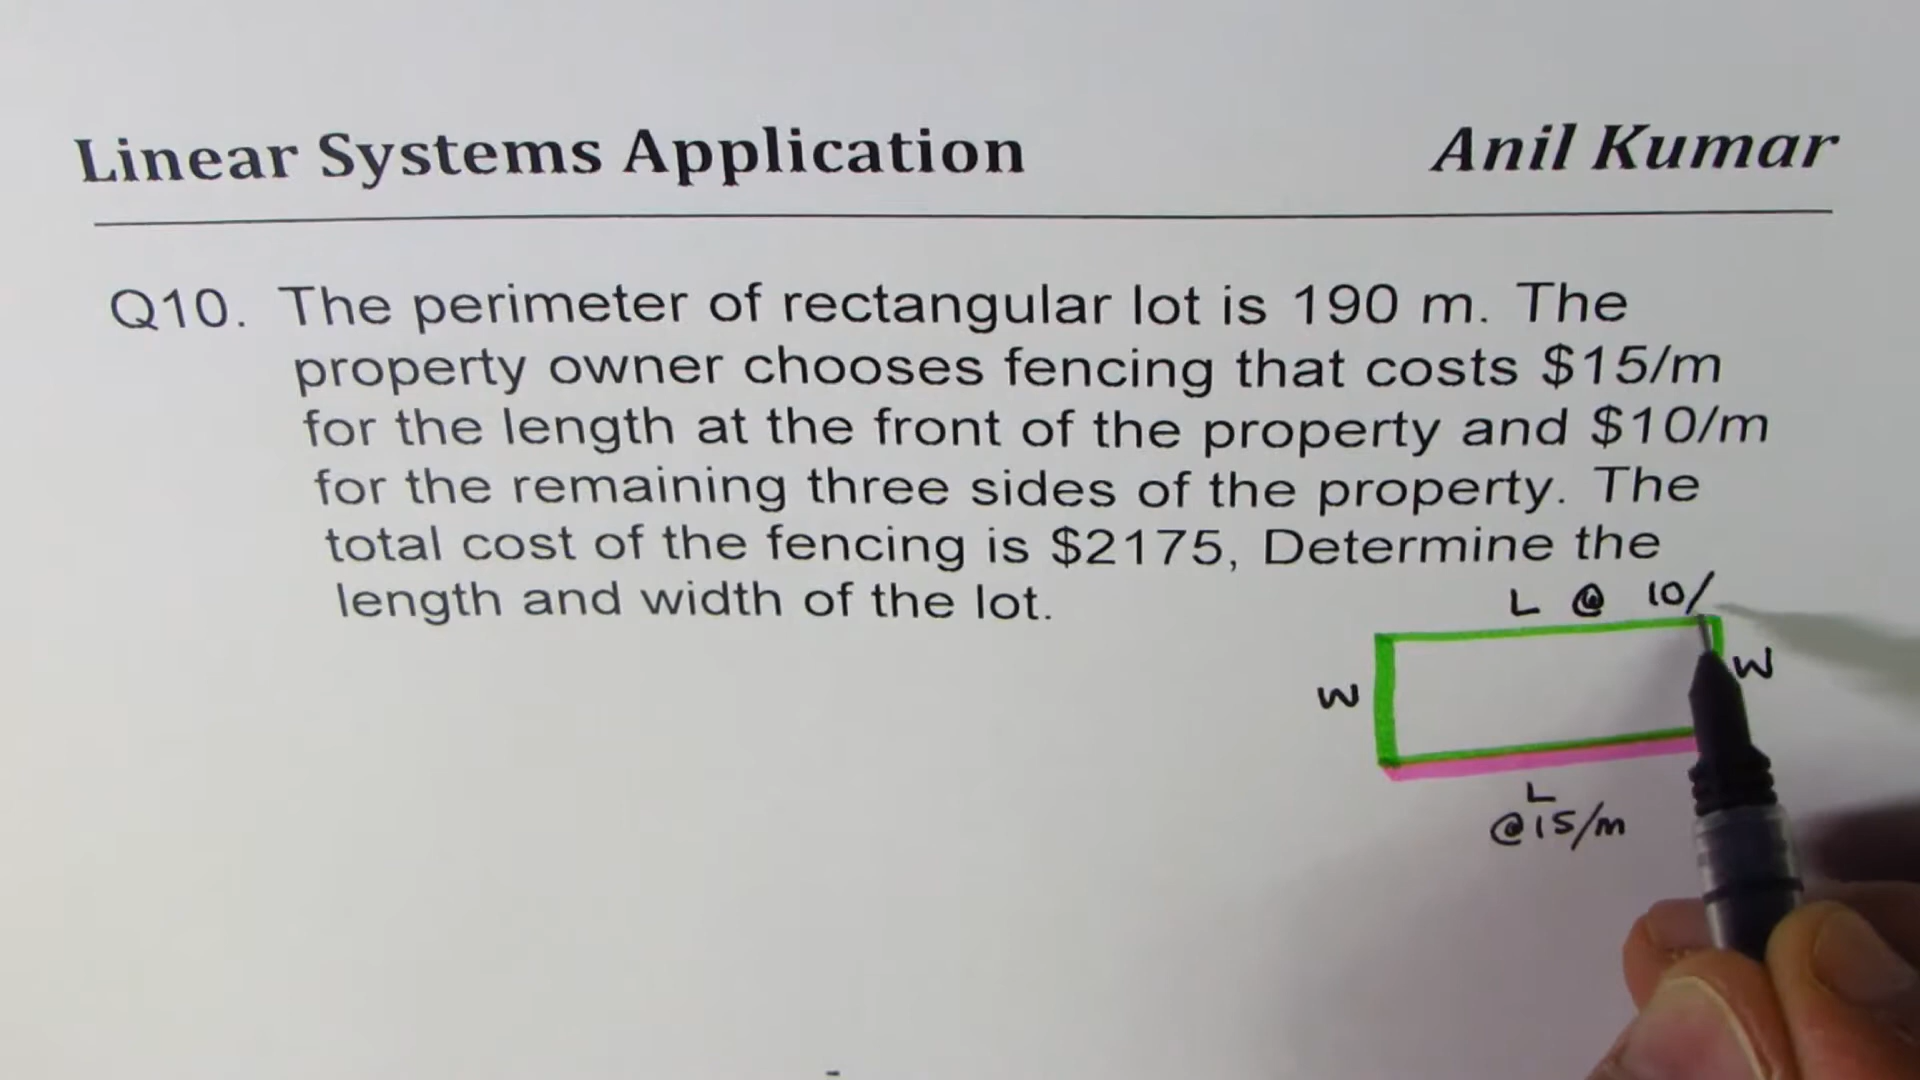 Linear Systems Application Anil Kumar
Q10. The perimeter of rectangular lot is 190 m. The
property owner chooses fencing that costs $15/m
for the length at the front of the property and $10/m
for the remaining three sides of the property. The
total cost of the fencing is $2175, Determine the
length and width of the lot.
L @ 10/
W W
L
@15/m